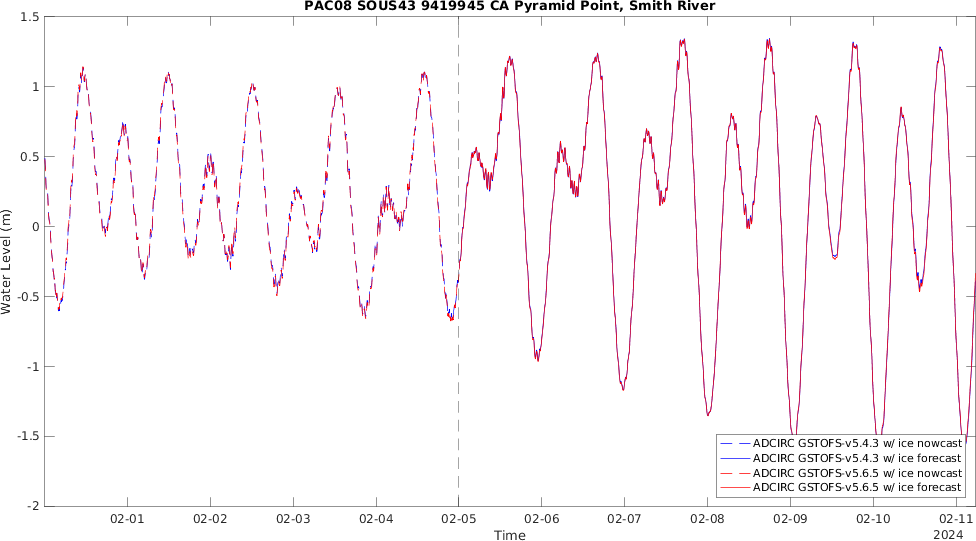 PAC08 SOUS43 9419945 CA Pyramid Point, Smith River
1.5
1
0.5
0
-0.5
-1
-1.5
-2
Water Level (m)
ADCIRC GSTOFS-v5.4.3 w/ ice nowcast
ADCIRC GSTOFS-v5.4.3 w/ ice forecast
ADCIRC GSTOFS-v5.6.5 w/ ice nowcast
ADCIRC GSTOFS-v5.6.5 w/ ice forecast
02-01 02-02 02-03 02-04 02-05 02-06 02-07 02-08 02-09 02-10 02-11
Time 2024